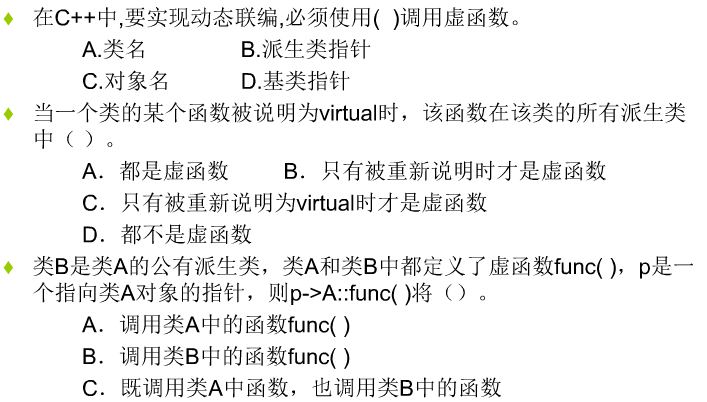 在C++中,要实现动态联编,必须使用( )调用虚函数。
A.类名 B.派生类指针
C.对象名 D.基类指针
当一个类的某个函数被说明为virtual时，该函数在该类的所有派生类
中（ ）。
A．都是虚函数 B．只有被重新说明时才是虚函数
C．只有被重新说明为virtual时才是虚函数
D．都不是虚函数
类B是类A的公有派生类，类A和类B中都定义了虚函数func( )，p是一
个指向类A对象的指针，则p->A::func( )将（）。
A．调用类A中的函数func( )
B．调用类B中的函数func( )
C．既调用类A中函数，也调用类B中的函数